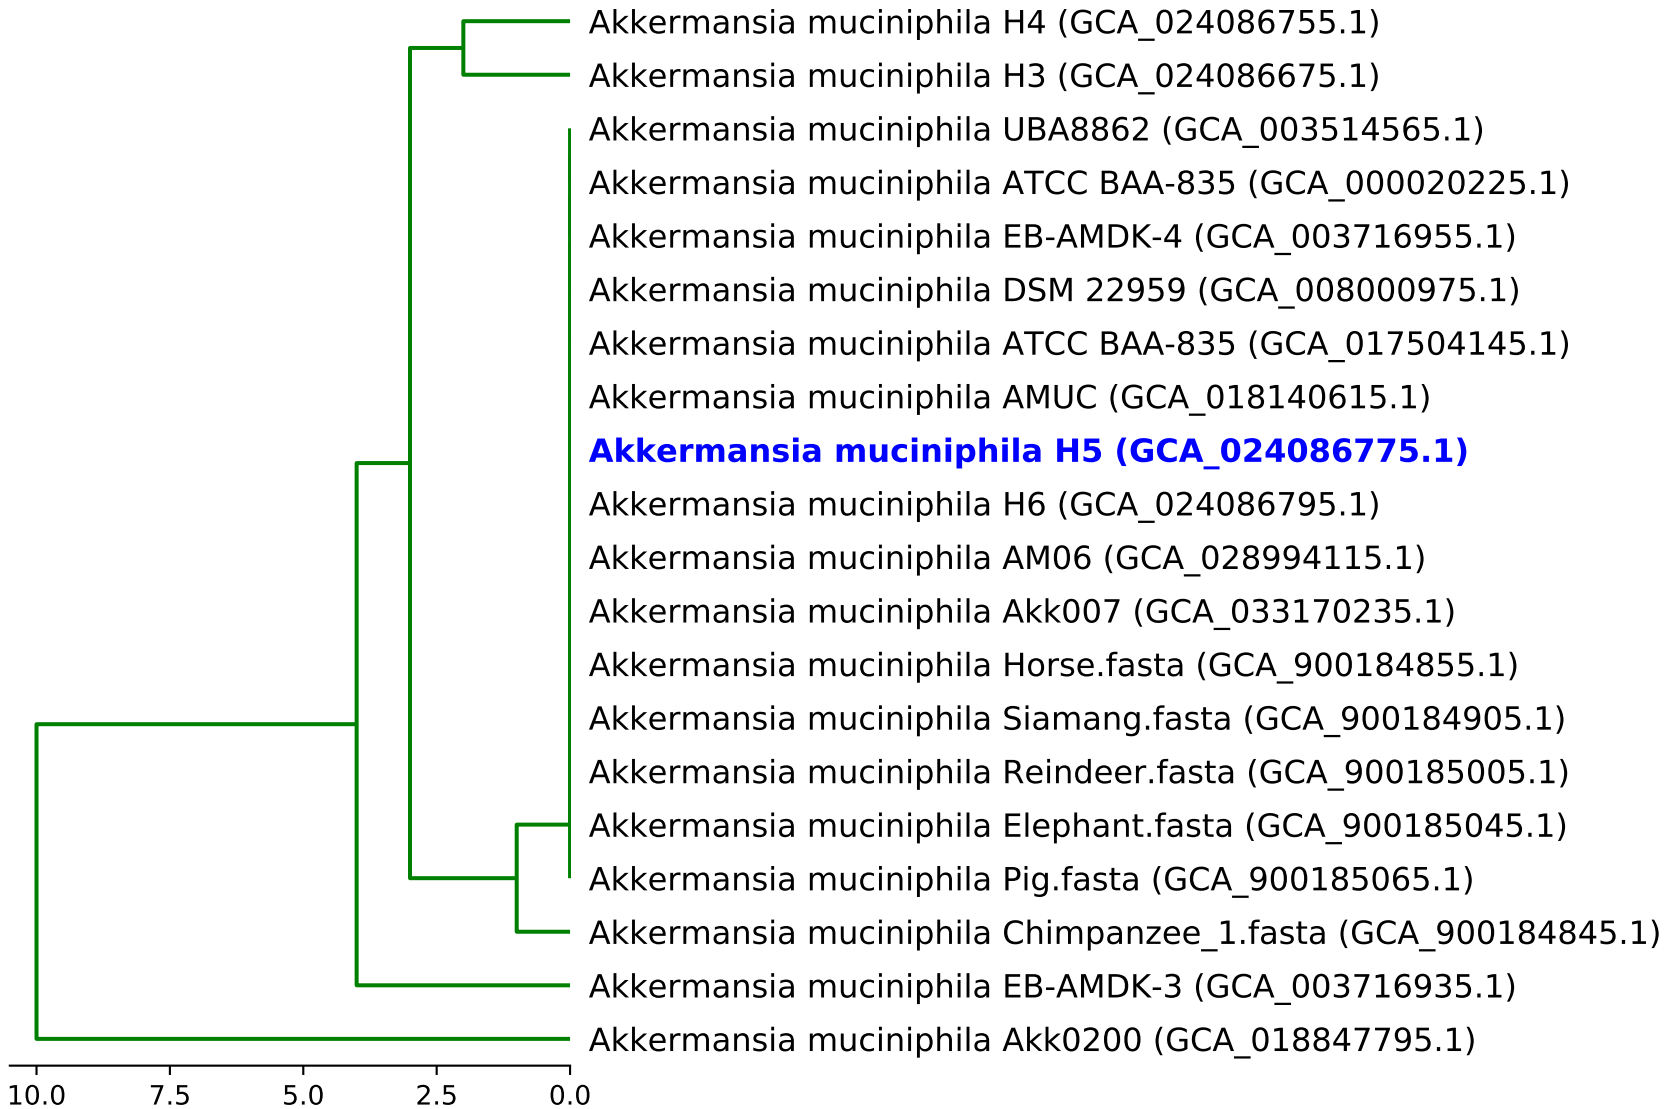 Akkermansia muciniphila H4 (GCA_024086755.1)
Akkermansia muciniphila H3 (GCA_024086675.1)
Akkermansia muciniphila UBA8862 (GCA_003514565.1)
Akkermansia muciniphila ATCC BAA-835 (GCA_000020225.1)
Akkermansia muciniphila EB-AMDK-4 (GCA_003716955.1)
Akkermansia muciniphila DSM 22959 (GCA_008000975.1)
Akkermansia muciniphila ATCC BAA-835 (GCA_017504145.1)
Akkermansia muciniphila AMUC (GCA_018140615.1)
Akkermansia muciniphila H5 (GCA_024086775.1)
Akkermansia muciniphila H6 (GCA_024086795.1)
Akkermansia muciniphila AM06 (GCA_028994115.1)
Akkermansia muciniphila Akk007 (GCA_033170235.1)
Akkermansia muciniphila Horse.fasta (GCA_900184855.1)
Akkermansia muciniphila Siamang.fasta (GCA_900184905.1)
Akkermansia muciniphila Reindeer.fasta (GCA_900185005.1)
Akkermansia muciniphila Elephant.fasta (GCA_900185045.1)
Akkermansia muciniphila Pig.fasta (GCA_900185065.1)
Akkermansia muciniphila Chimpanzee_1.fasta (GCA_900184845.1)
Akkermansia muciniphila EB-AMDK-3 (GCA_003716935.1)
Akkermansia muciniphila Akk0200 (GCA_018847795.1)
10.0 7.5 5.0 2.5 0.0